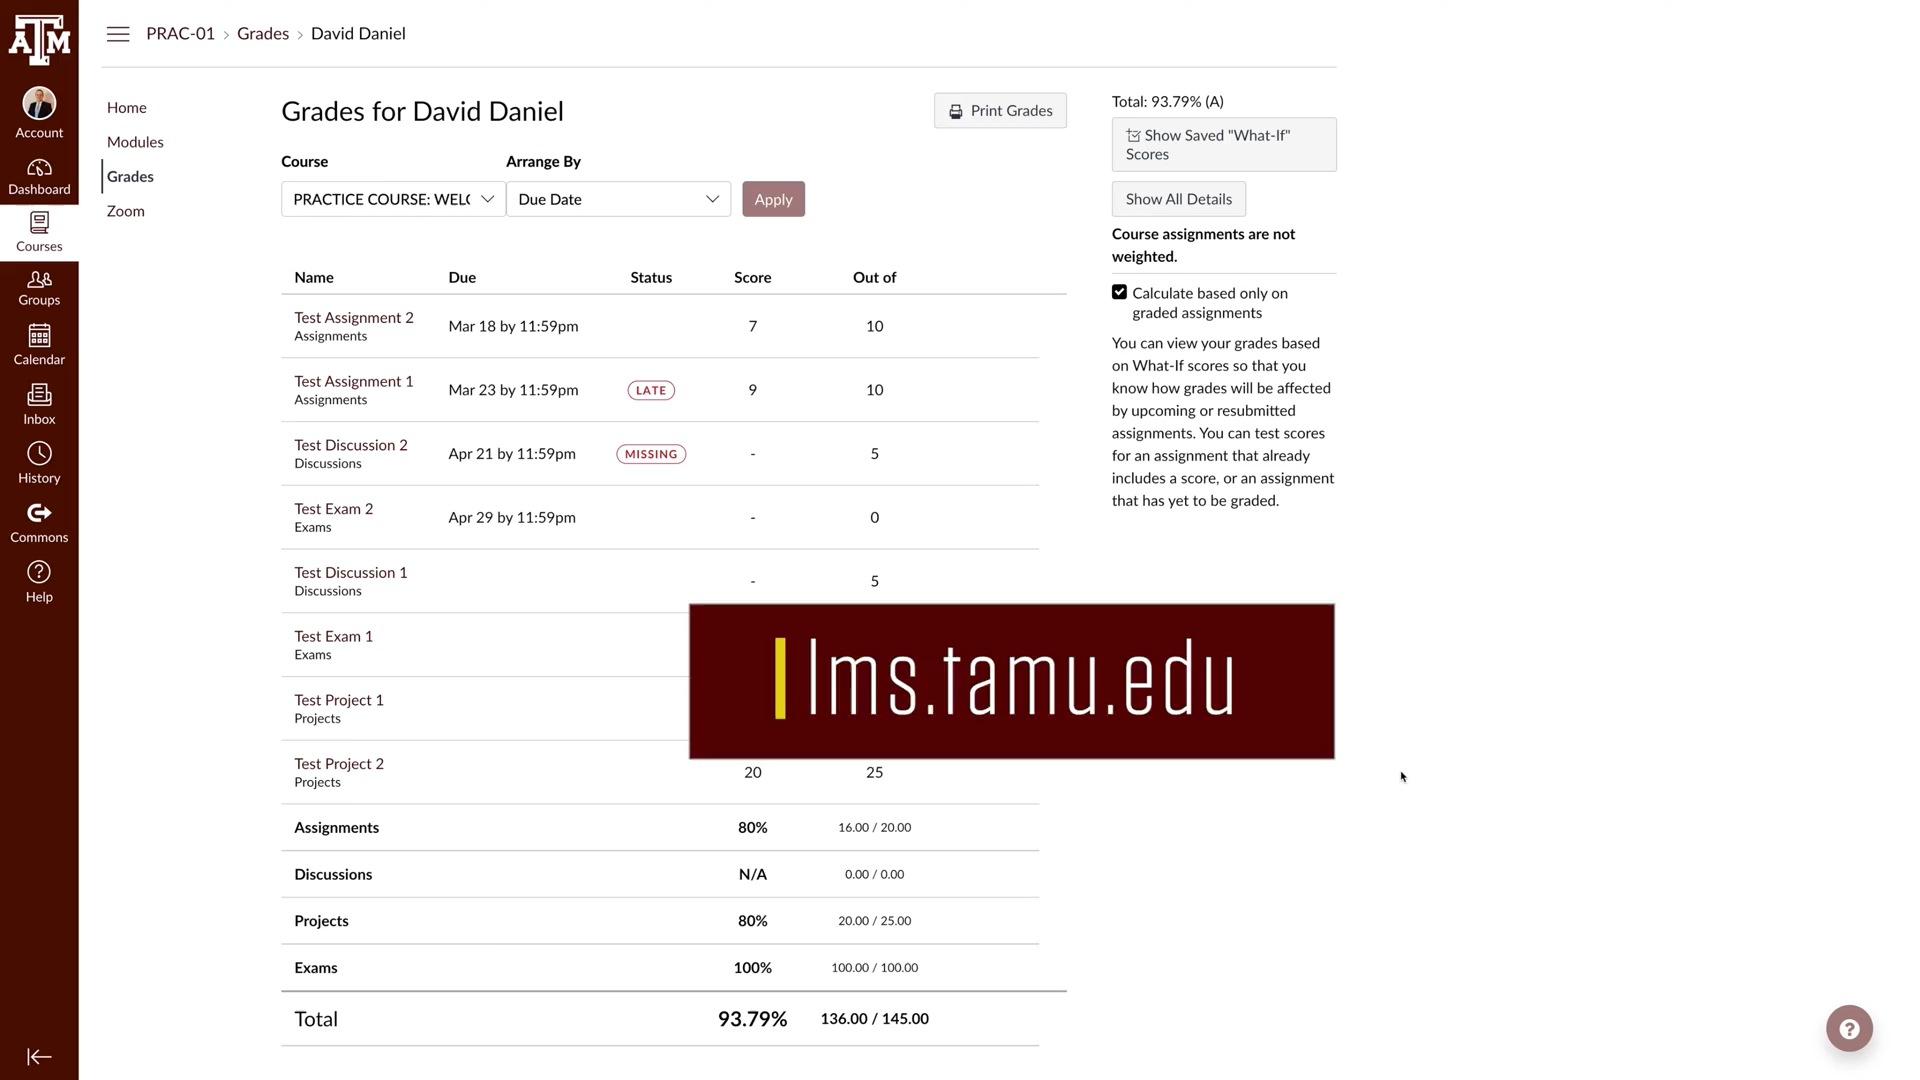 ATM
PRAC-01 > Grades > David Daniel
Account
Dashboard
Courses
Groups
Calendar
Inbox
History
Commons
Help
Home
Modules
Grades
Zoom
Grades for David Daniel
Print Grades
Course
Arrange By
PRACTICE COURSE: WELC
Due Date
Apply
Name Due Status Score Out of
Test Assignment 2
Assignments
Mar 18 by 11:59pm 7 10
Test Assignment 1
Assignments
Mar 23 by 11:59pm LATE 9 10
Test Discussion 2
Discussions
Apr 21 by 11:59pm MISSING - 5
Test Exam 2
Exams
Apr 29 by 11:59pm - 0
Test Discussion 1
Discussions
- 5
Test Exam 1
Exams
Test Project 1
Projects
Test Project 2
Projects
20 25
Assignments 80% 16.00 / 20.00
Discussions N/A 0.00 / 0.00
Projects 80% 20.00 / 25.00
Exams 100% 100.00 / 100.00
Total 93.79% 136.00 / 145.00
lms.tamu.edu
Total: 93.79% (A)
Show Saved "What-If"
Scores
Show All Details
Course assignments are not
weighted.
Calculate based only on
graded assignments
You can view your grades based
on What-If scores so that you
know how grades will be affected
by upcoming or resubmitted
assignments. You can test scores
for an assignment that already
includes a score, or an assignment
that has yet to be graded.